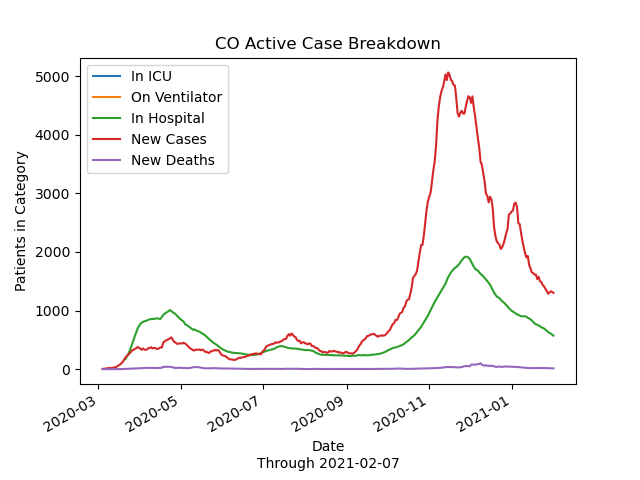 CO Active Case Breakdown
In ICU
On Ventilator
In Hospital
New Cases
New Deaths
Patients in Category
5000
4000
3000
2000
1000
0
2020-03
2020-05
2020-07
2020-09
2020-11
2021-01
Date
Through 2021-02-07